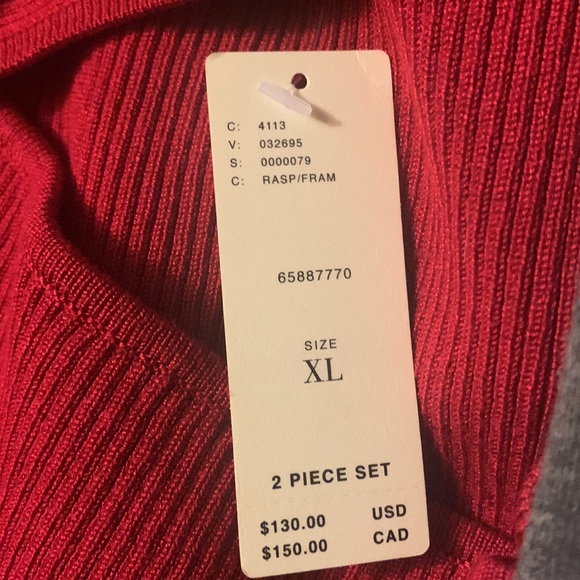 C: 4113
V: 032695
S: 0000079
C: RASP/FRAM
65887770
SIZE
XL
2 PIECE SET
$130.00 USD
$150.00 CAD